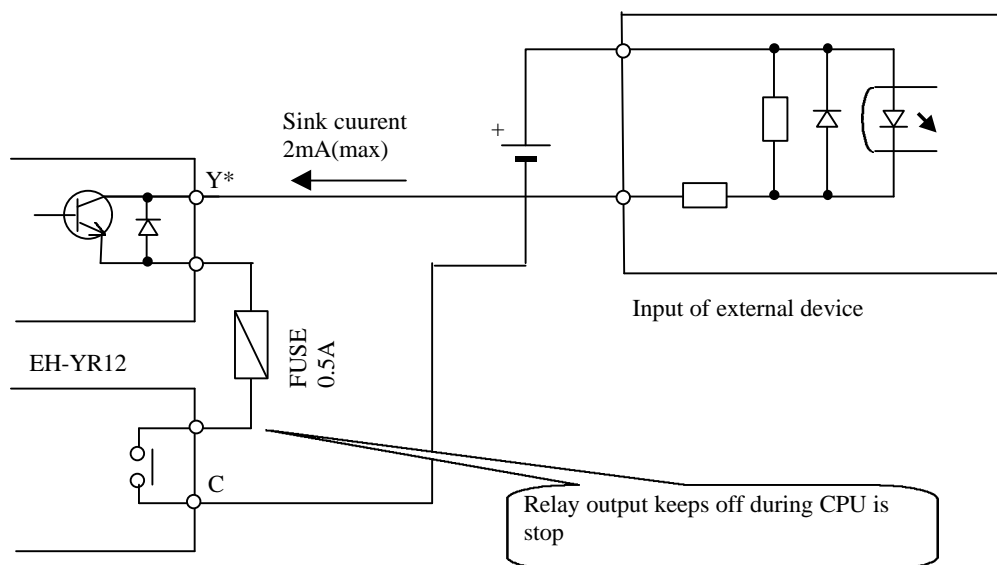 Sink cuurent
2mA(max)
+
Y*
Input of external device
EH-YR12
FUSE
0.5A
C
Relay output keeps off during CPU is
stop